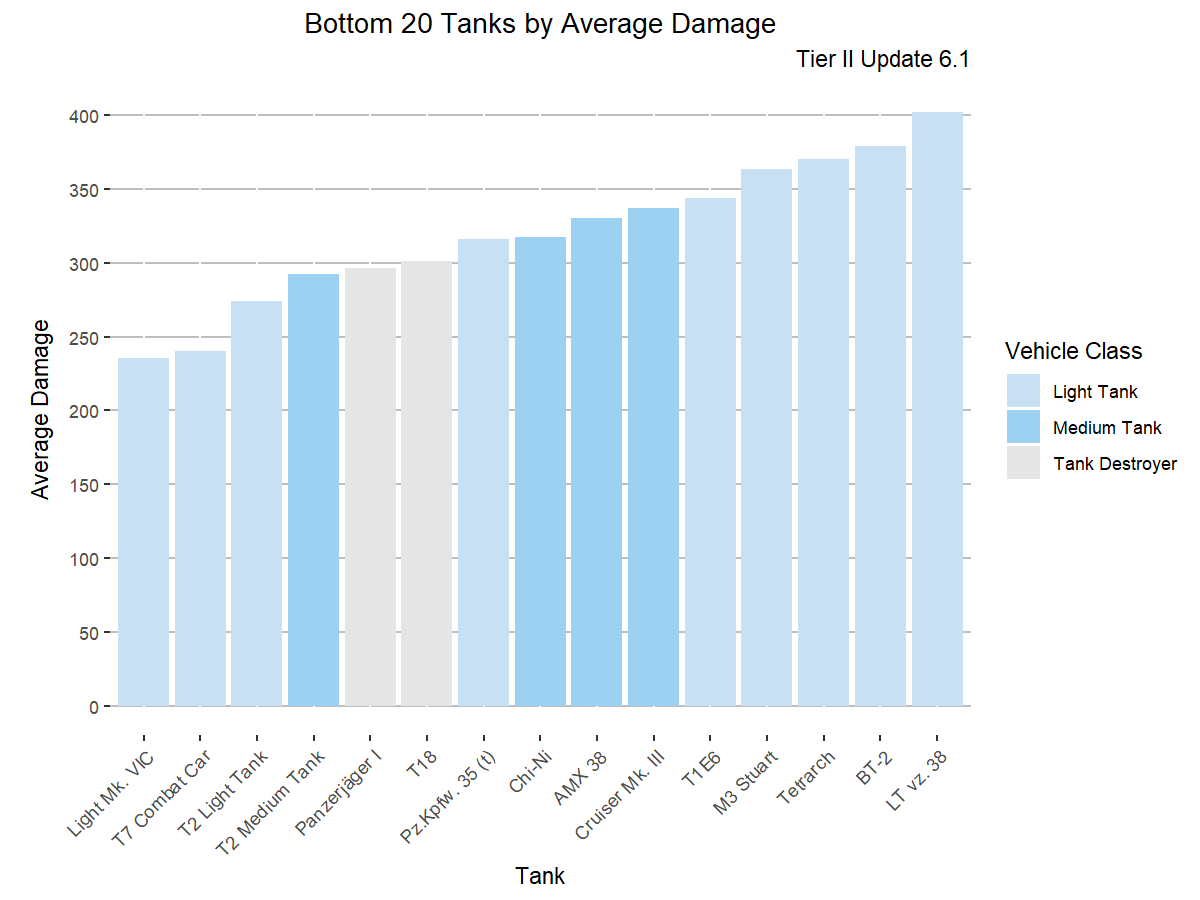 Bottom 20 Tanks by Average Damage
Tier II Update 6.1
Average Damage
400
350
300
250
200
150
100
50
0
Light Mk. VIC
T7 Combat Car
T2 Light Tank
T2 Medium Tank
Panzerjäger I
T18
Pz.Kpfw. 35 (t)
Chi-Ni
AMX 38
Cruiser Mk. III
T1E6
M3 Stuart
Tetrarch
BT-2
LT vz. 38
Tank
Vehicle Class
Light Tank
Medium Tank
Tank Destroyer